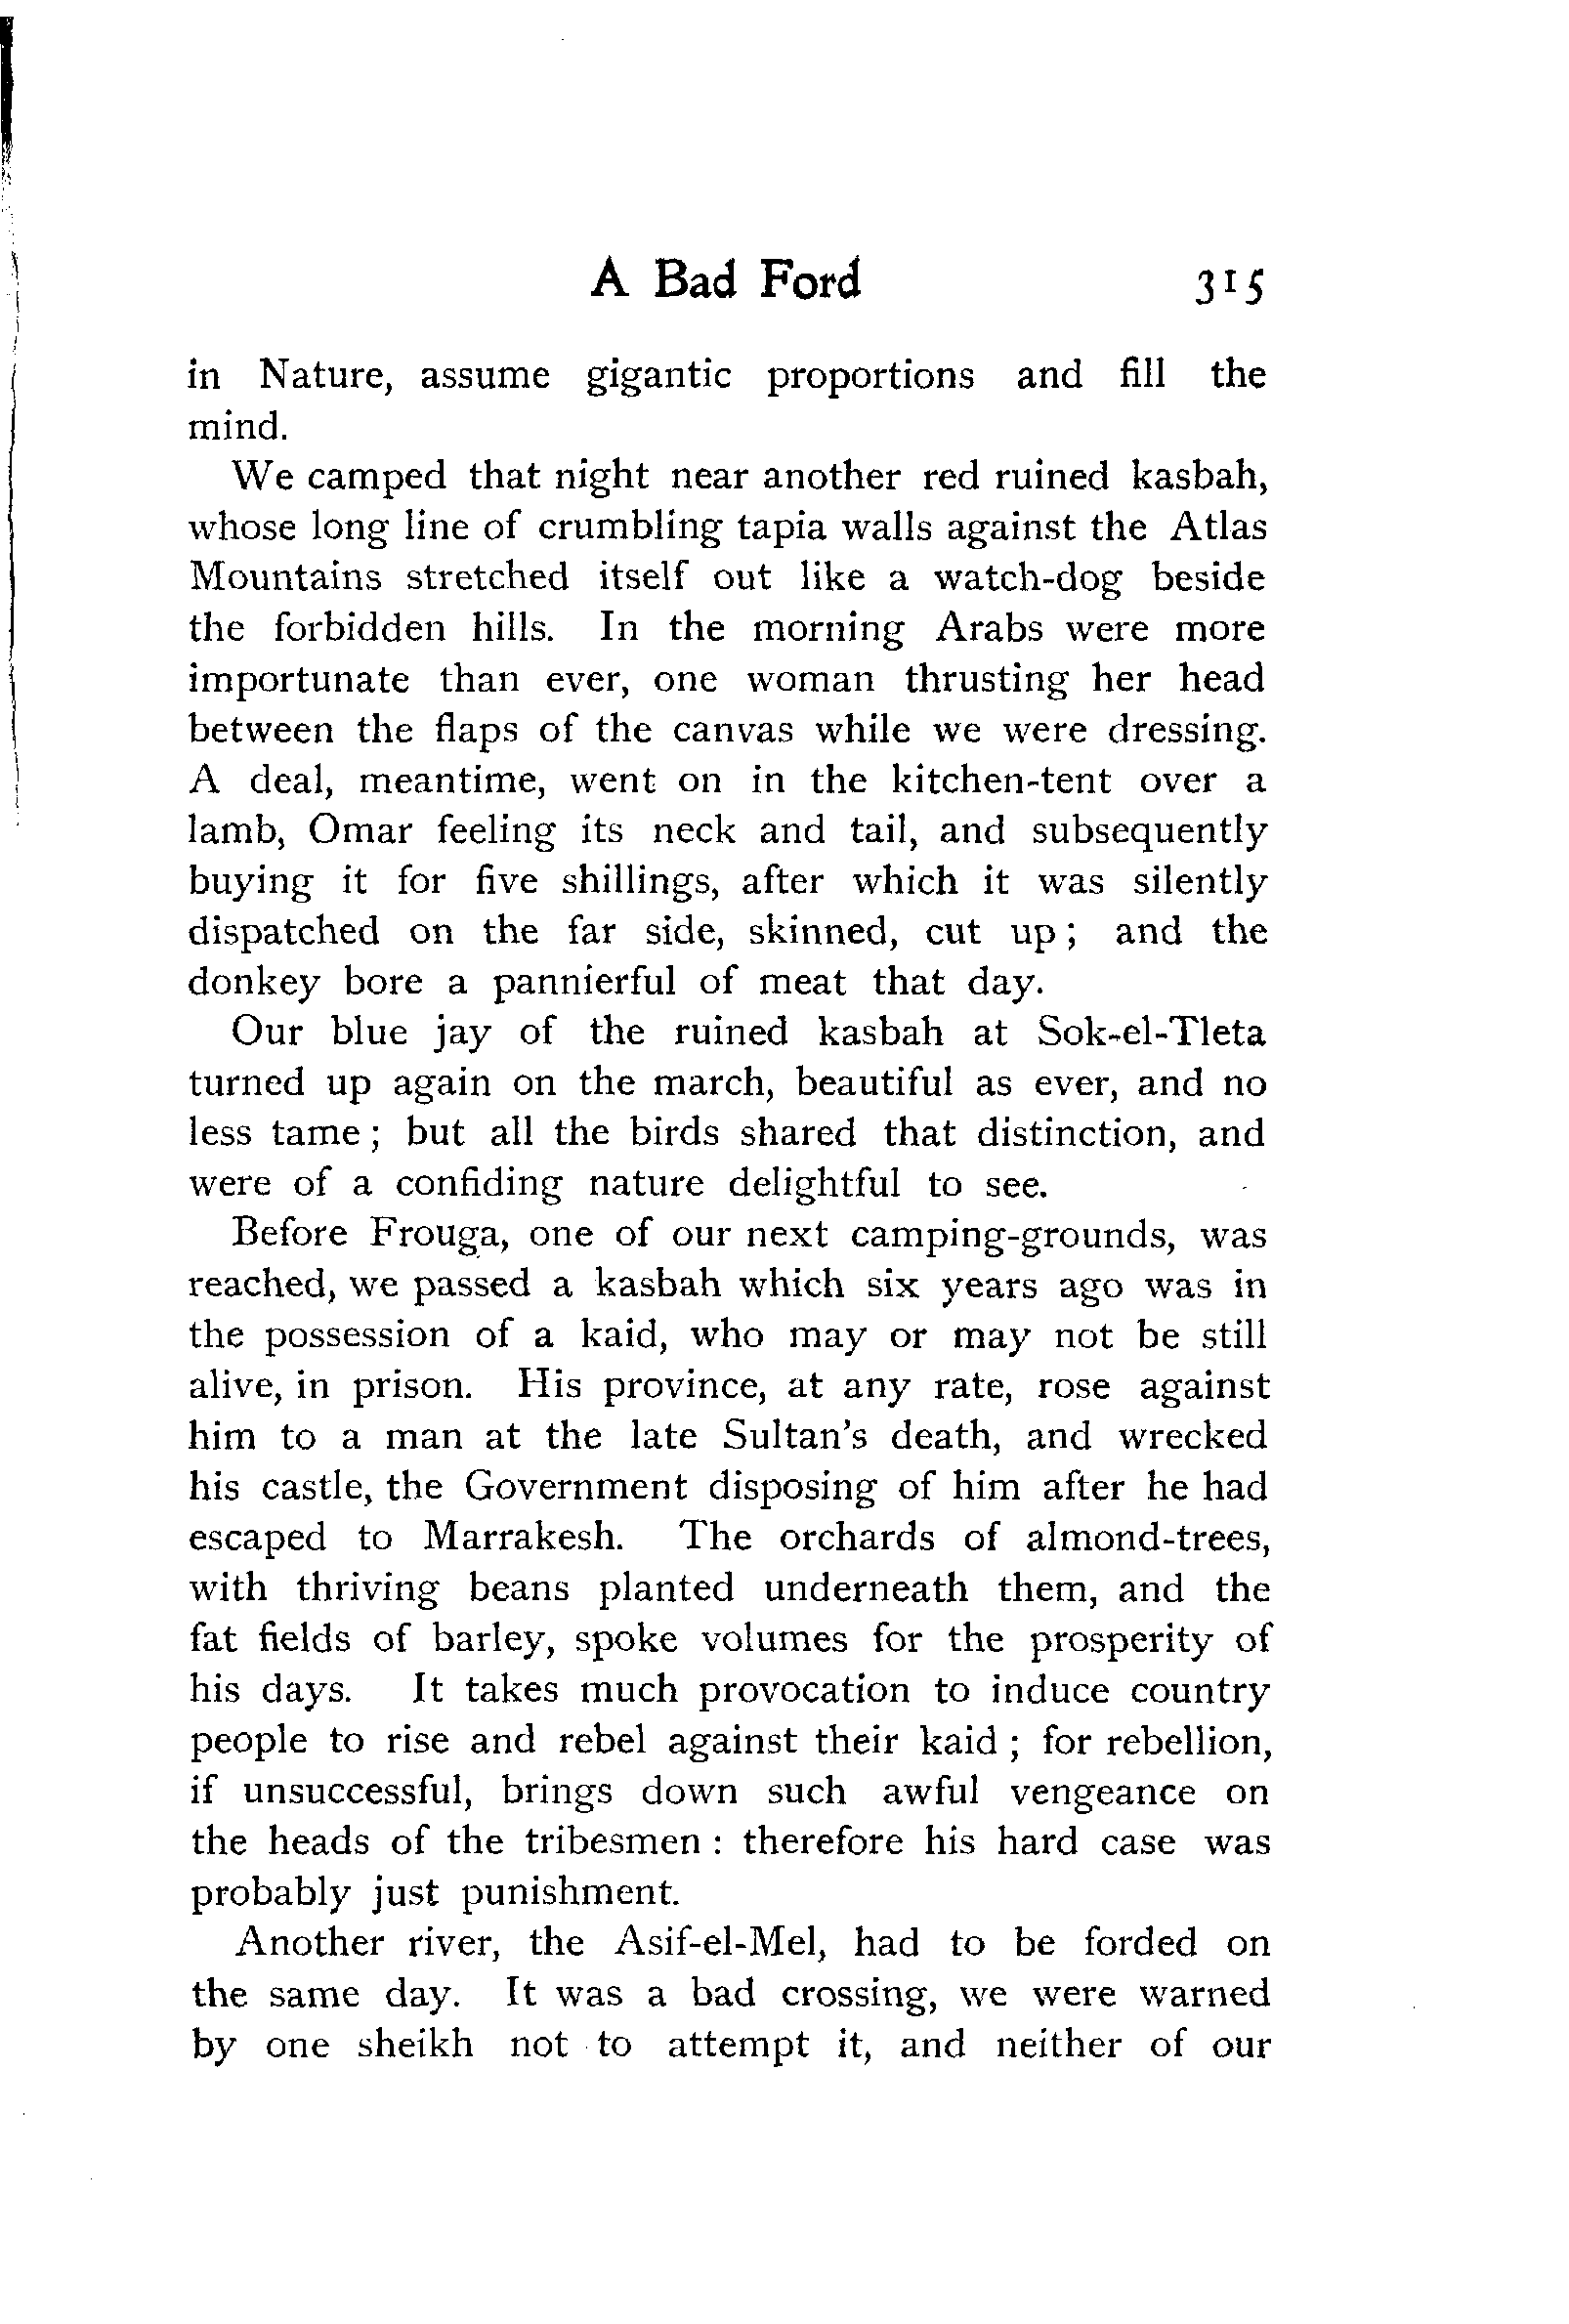 A Bad Ford 315
in Nature, assume gigantic proportions and fill the
mind.
We camped that night near another red ruined kasbah,
whose long line of crumbling tapia walls against the Atlas
Mountains stretched itself out like a watch-dog beside
the forbidden hills. In the morning Arabs were more
importunate than ever, one woman thrusting her head
between the flaps of the canvas while we were dressing.
A deal, meantime, went on in the kitchen-tent over a
lamb, Omar feeling its neck and tail, and subsequently
buying it for five shillings, after which it was silently
dispatched on the far side, skinned, cut up; and the
donkey bore a pannierful of meat that day.
Our blue jay of the ruined kasbah at Sok-el-Tleta
turned up again on the march, beautiful as ever, and no
less tame; but all the birds shared that distinction, and
were of a confiding nature delightful to see.
Before Frouga, one of our next camping-grounds, was
reached, we passed a kasbah which six years ago was in
the possession of a kaid, who may or may not be still
alive, in prison. His province, at any rate, rose against
him to a man at the late Sultan's death, and wrecked
his castle, the Government disposing of him after he had
escaped to Marrakesh. The orchards of almond-trees,
with thriving beans planted underneath them, and the
fat fields of barley, spoke volumes for the prosperity of
his days. It takes much provocation to induce country
people to rise and rebel against their kaid; for rebellion,
if unsuccessful, brings down such awful vengeance on
the heads of the tribesmen: therefore his hard case was
probably just punishment.
Another river, the Asif-el-Mel, had to be forded on
the same day. It was a bad crossing, we were warned
by one sheikh not to attempt it, and neither of our